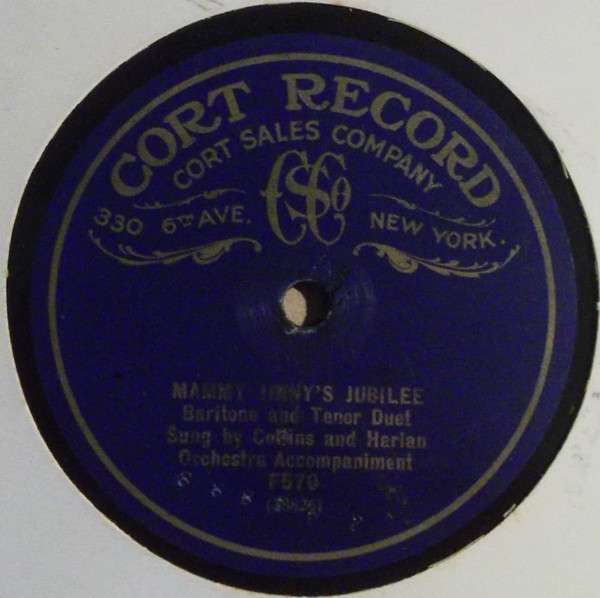 CORT RECORD
CORT SALES COMPANY
330 6TH AVE. NEW YORK.
MAMMY JINNY'S JUBILEE
Baritone and Tenor Duet
Sung by Collins and Harlan
Orchestra Accompaniment
F570